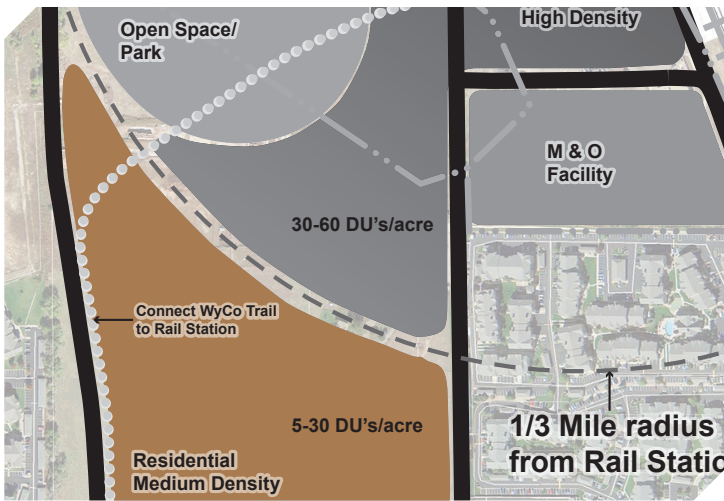 Open Space/
Park
High Density
M & O
Facility
30-60 DU's/acre
Connect WyCo Trail
to Rail Station
5-30 DU's/acre
1/3 Mile radius
from Rail Statio
Residential
Medium Density